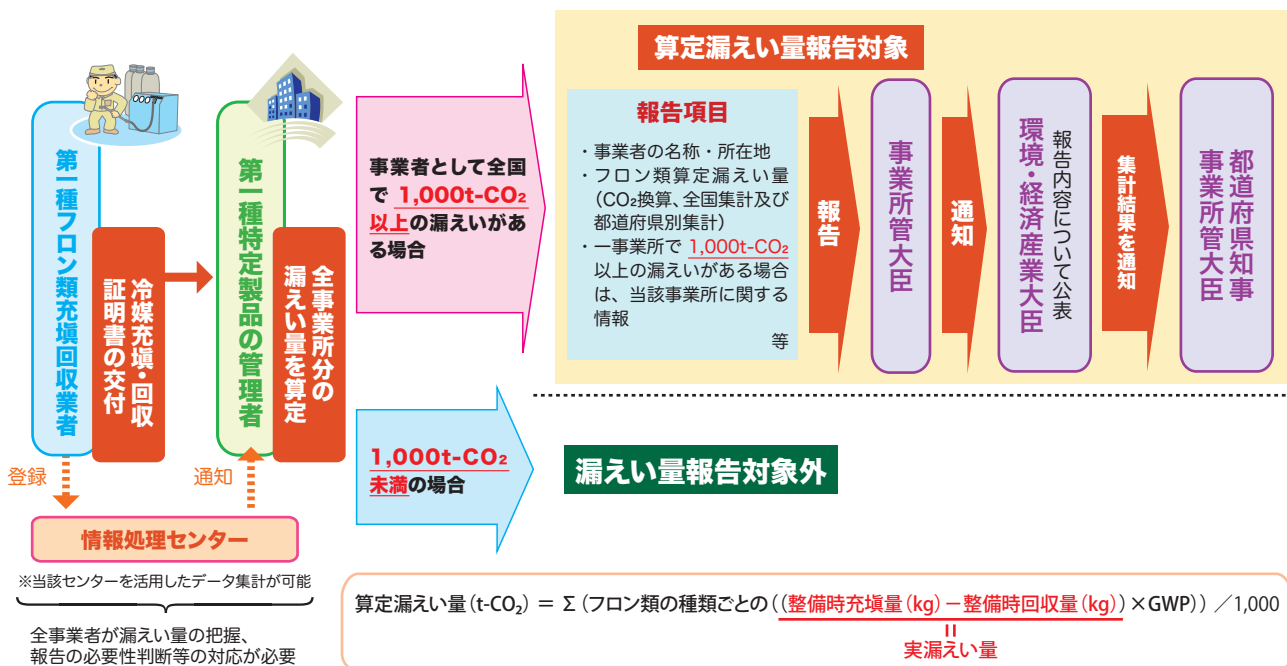 第一種フロン類充塡回収業者
冷媒充塡・回収
証明書の交付
登録
第一種特定製品の管理者
全事業所分の
漏えい量を算定
通知
情報処理センター
※当該センターを活用したデータ集計が可能
全事業者が漏えい量の把握、
報告の必要性判断等の対応が必要
事業者として全国
で 1,000t-CO₂
以上の漏えいがあ
る場合
1,000t-CO₂
未満の場合
算定漏えい量報告対象
報告項目
・事業者の名称・所在地
・フロン類算定漏えい量
(CO₂換算、全国集計及び
都道府県別集計)
・一事業所で 1,000t-CO₂
以上の漏えいがある場合
は、当該事業所に関する
情報
等
報告
事業所管大臣
通知
報告内容について公表
環境・経済産業大臣
集計結果を通知
都道府県知事
事業所管大臣
漏えい量報告対象外
算定漏えい量(t-CO₂) = Σ(フロン類の種類ごとの((整備時充塡量(kg)−整備時回収量(kg))×GWP))／1,000
=
実漏えい量